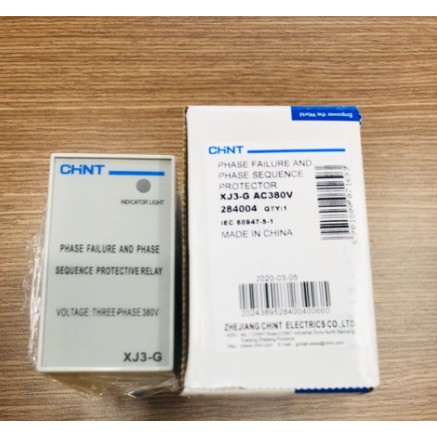 CHNT
INDICATOR LIGHT
PHASE FAILURE AND PHASE
SEQUENCE PROTECTIVE RELAY
VOLTAGE: THREE-PHASE 380V
XJ3-G
Empower the World
CHNT
PHASE FAILURE AND
PHASE SEQUENCE
PROTECTOR
XJ3-G AC380V
284004 QTY:1
IEC 60947-5-1
MADE IN CHINA
2020-03-05
2024389528400400660
ZHEJIANG CHINT ELECTRICS CO.,LTD.